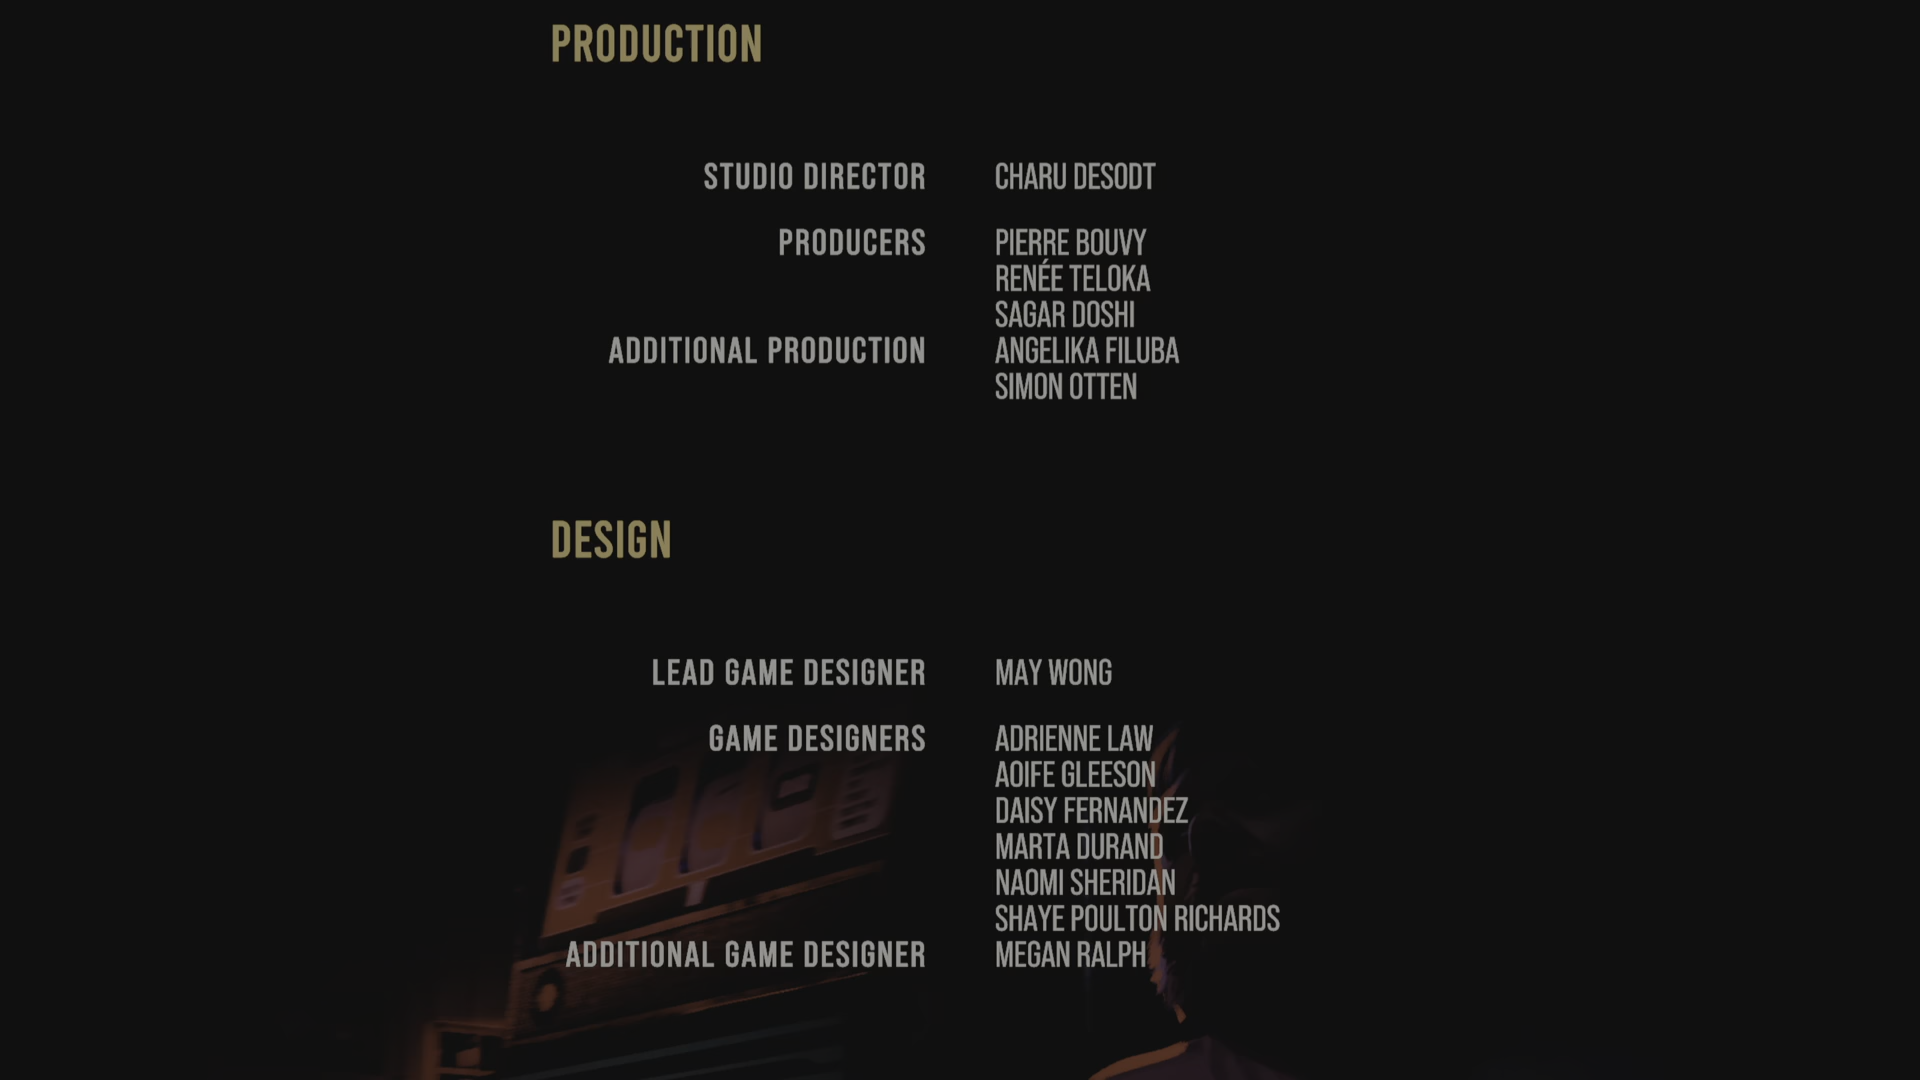 PRODUCTION
STUDIO DIRECTOR CHARU DESODT
PRODUCERS PIERRE BOUVY
RENÉE TELOKA
SAGAR DOSHI
ADDITIONAL PRODUCTION ANGELIKA FILUBA
SIMON OTTEN
DESIGN
LEAD GAME DESIGNER MAY WONG
GAME DESIGNERS ADRIENNE LAW
AOIFE GLEESON
DAISY FERNANDEZ
MARTA DURAND
NAOMI SHERIDAN
SHAYE POULTON RICHARDS
ADDITIONAL GAME DESIGNER MEGAN RALPH